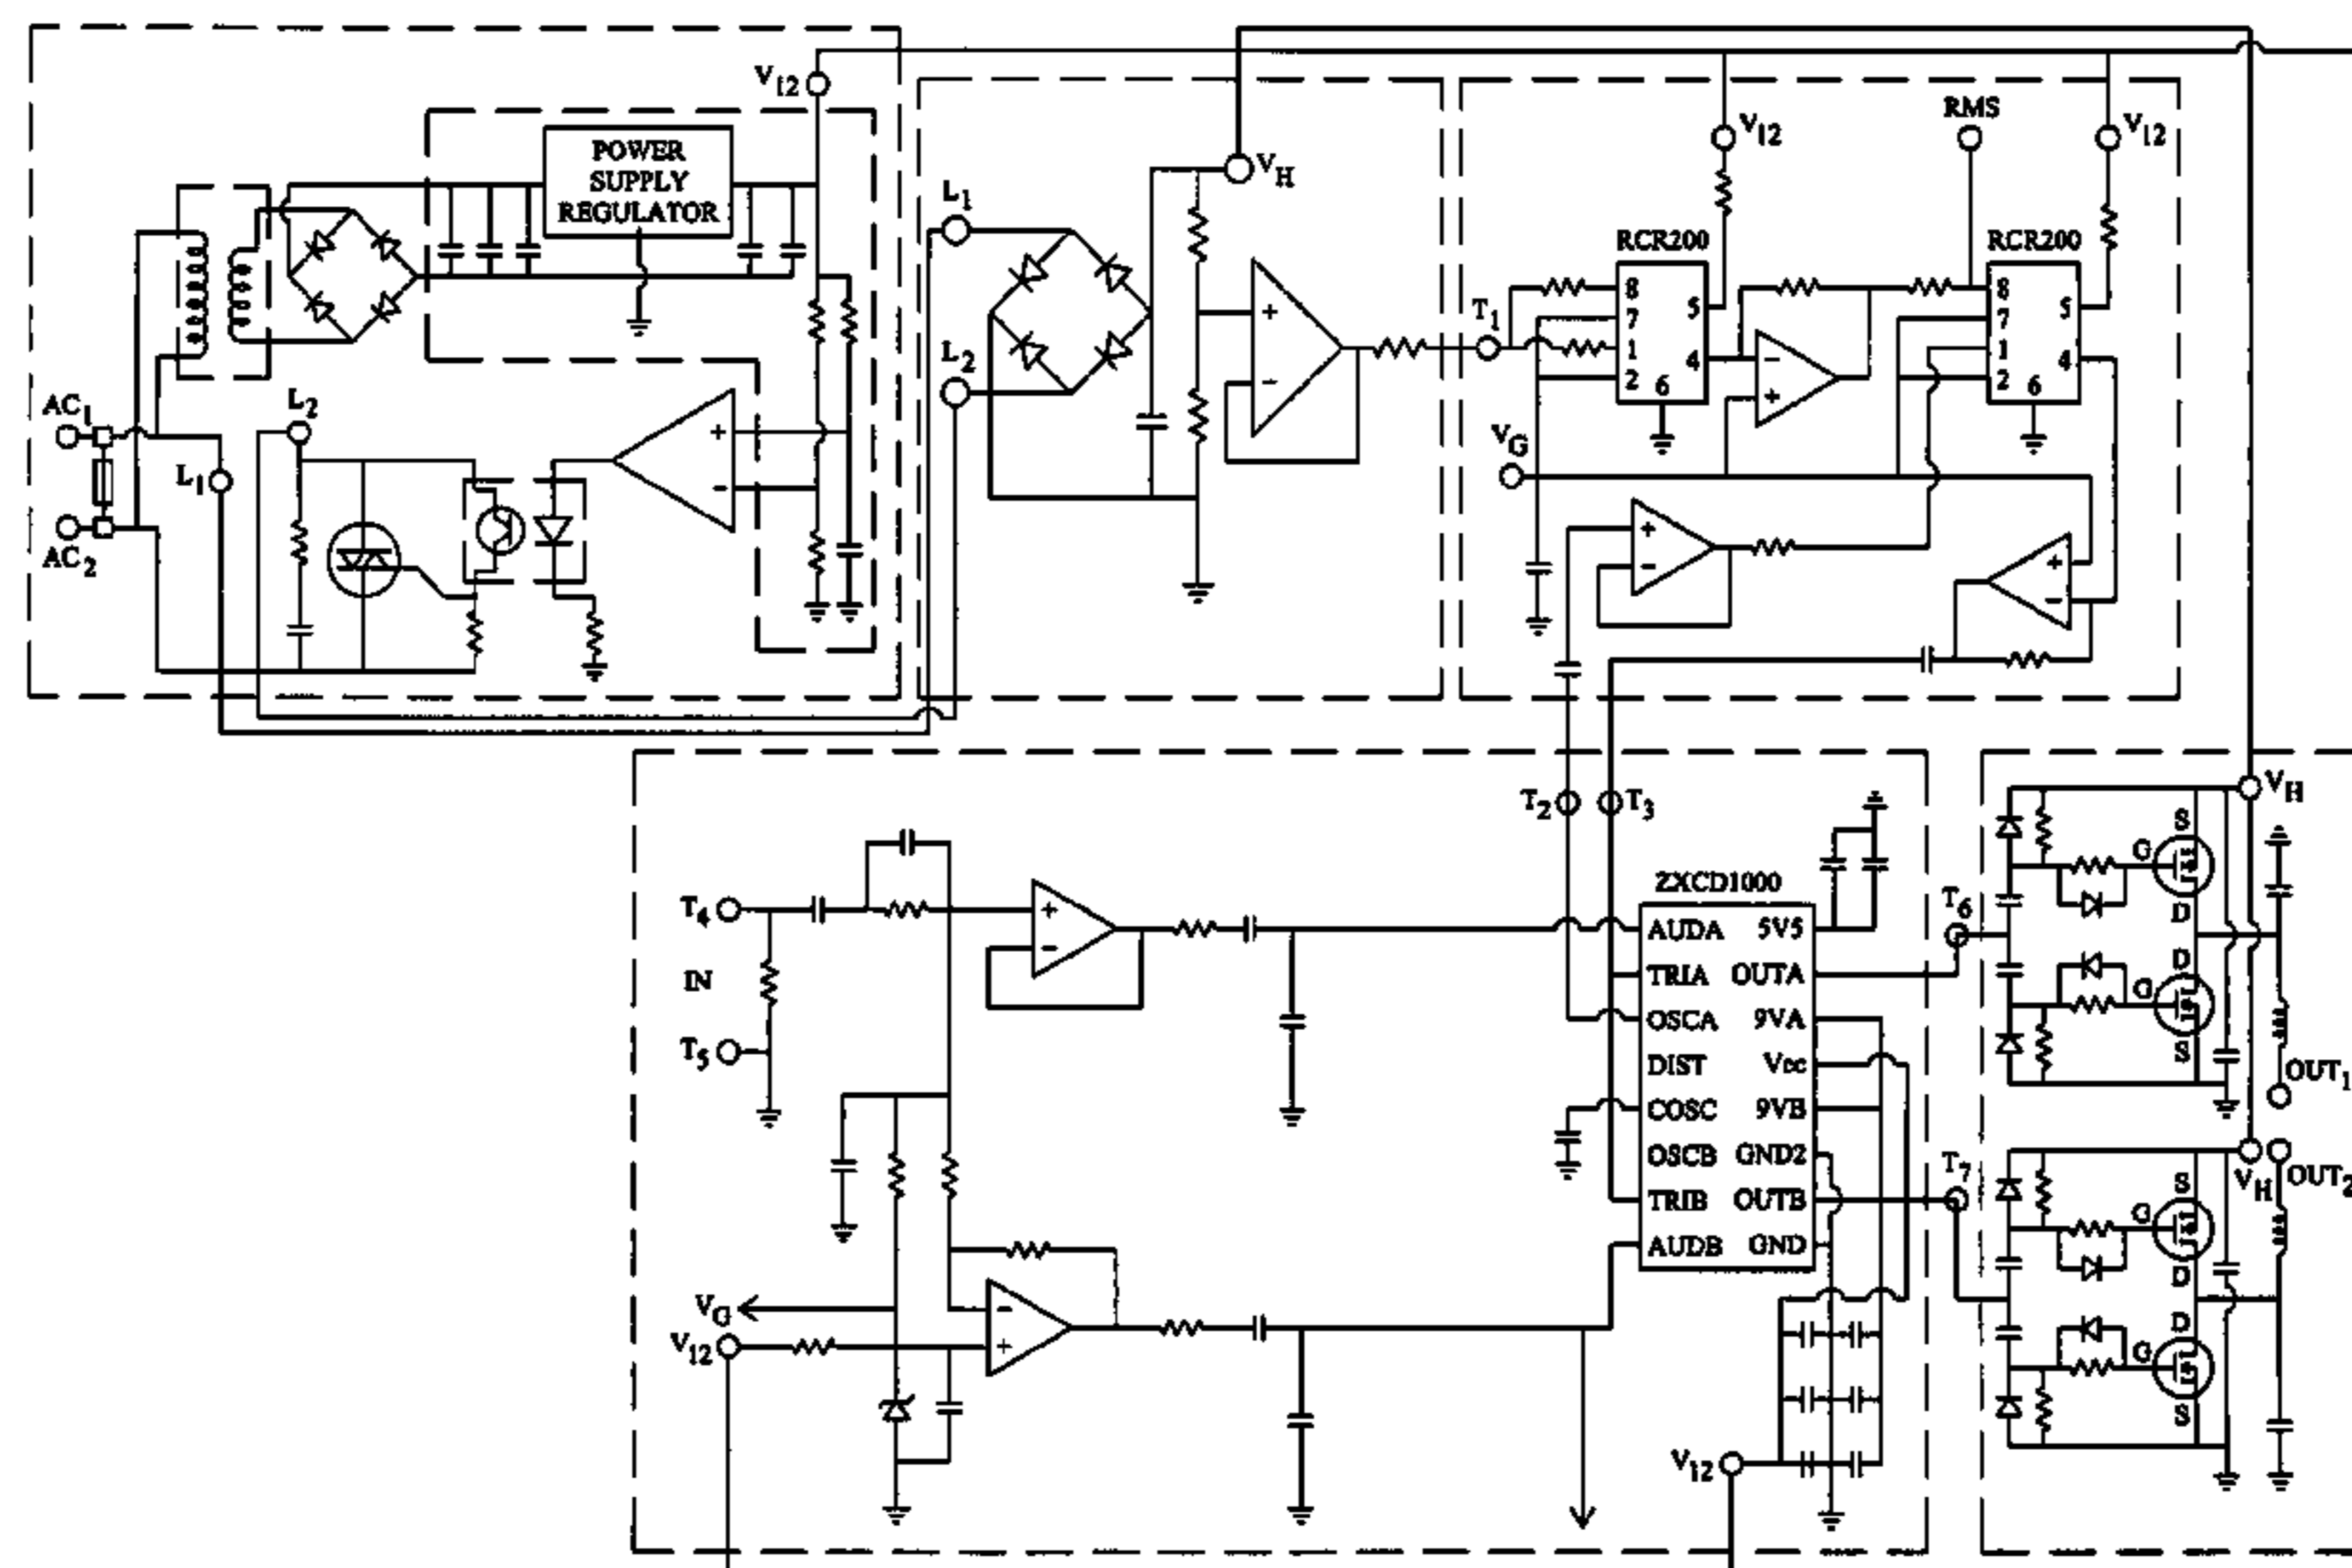 V12
POWER
SUPPLY
REGULATOR
AC1
AC2
L2
L1
L1
L2
VH
+
-
+
-
T1
VG
V12
RMS
V12
RCR200
8
7
1
2
6
5
4
RCR200
8
7
1
2
6
5
4
-
+
+
-
+
-
T2
T3
T4
IN
T5
+
-
VG
V12
-
+
ZXCD1000
AUDA 5V5
TRIA OUTA
OSCA 9VA
DIST Vcc
COSC 9VB
OSCB GND2
TRIB OUTB
AUDB GND
V12
T6
T7
VH
S
G
D
D
G
S
OUT1
VH
OUT2
S
G
D
D
G
S